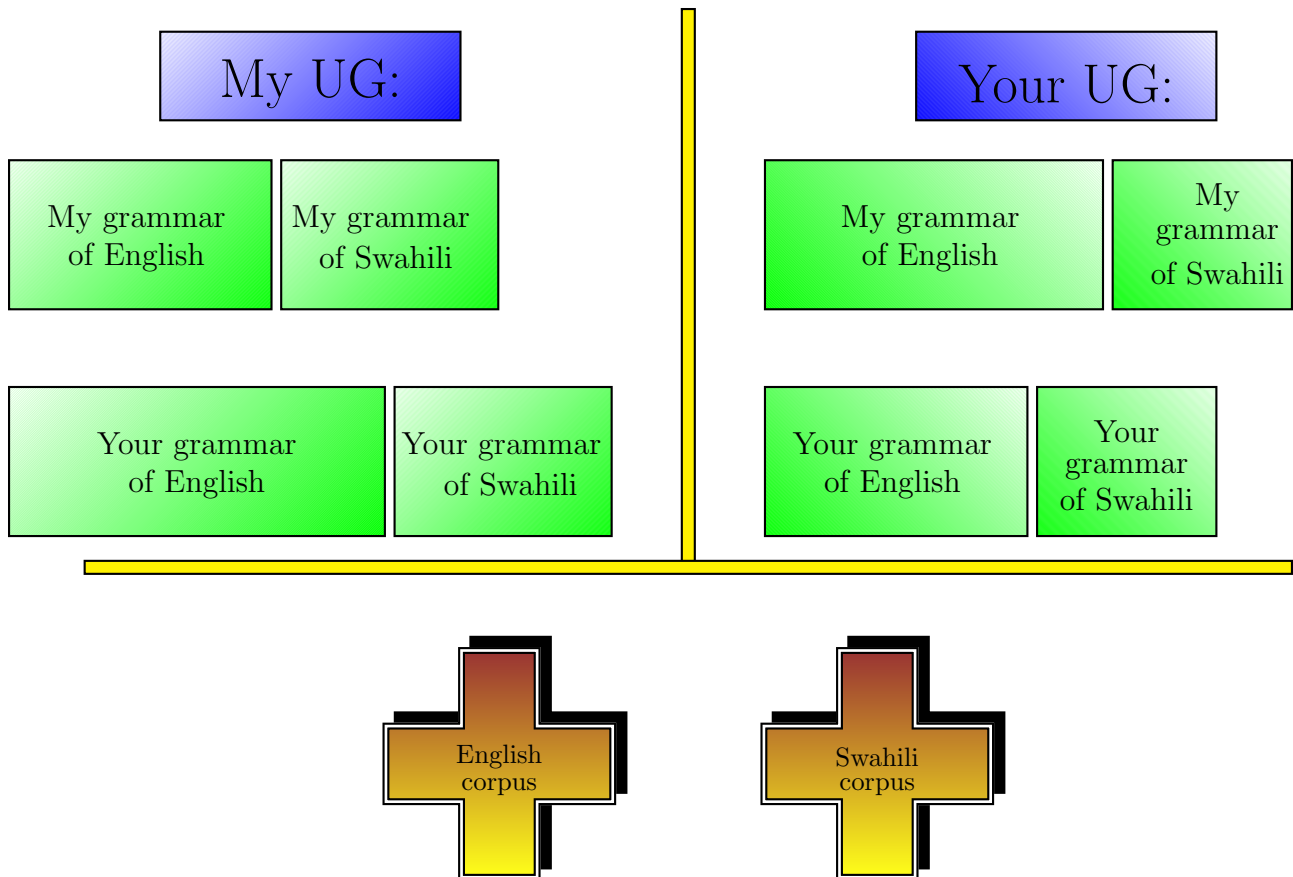 My UG:
Your UG:
My grammar
of English
My grammar
of Swahili
My grammar
of English
My
grammar
of Swahili
Your grammar
of English
Your grammar
of Swahili
Your grammar
of English
Your
grammar
of Swahili
English
corpus
Swahili
corpus